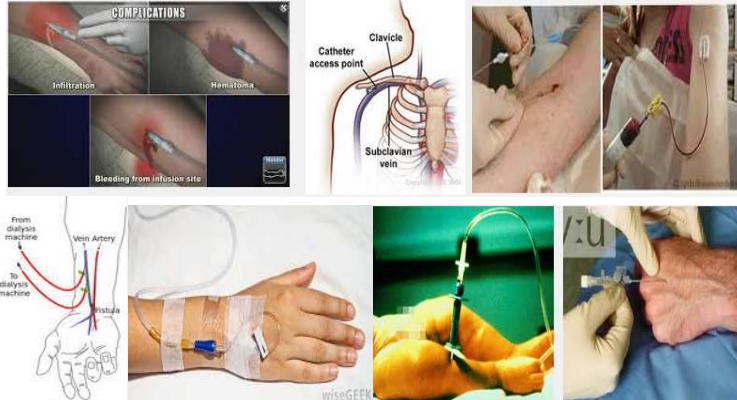 COMPLICATIONS
Infiltration
Hematoma
Bleeding from infusion site
Clavicle
Catheter
access point
Subclavian
vein
From
dialysis
machine
Vein Artery
To
dialysis
machine
Fistula
wiseGEEK
y:u